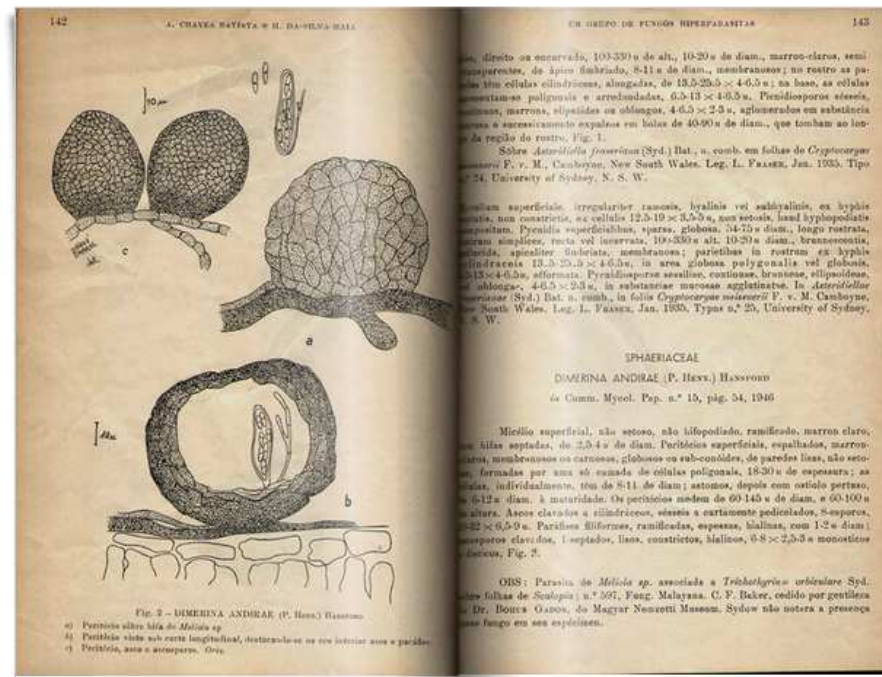 142
A. CHAVES BATISTA e H. DA-SILVA-MAIA
10 μ
c
a
b
Fig. 2 – DIMERINA ANDIRAE (P. HENN.) HANSFORD
a) Peritécio sôbre hifa de Meliola sp
b) Peritécio visto sob corte longitudinal, destacando-se no seu interior asco e paráfise.
c) Peritécio, asco e ascosporos. Orig.
UM GRUPO DE FUNGOS HIPERPARASITAS
143
direito ou encurvado, 100-330 u de alt., 10-20 u de diam., marron-claros, semi
transparentes, de ápice fimbriado, 8-11 u de diam., membranosos; no rostro as pa-
têm células cilindráceas, alongadas, de 13.5-25.5 × 4-6.5 u; na base, as células
poligonais e arredondadas, 6.5-13 × 4-6.5 u. Picnidiosporos sésseis,
marrons, elipsóides ou oblongos, 4-6.5 × 2-3 u, aglomerados em substância
e sucessivamente expulsos em bolas de 40-90 u de diam., que tombam ao lon-
da região do rostro, Fig. 1.
Sôbre Asteridiella fraseriana (Syd.) Bat., n. comb. em folhas de Cryptocaryae
F. v. M., Camboyne, New South Wales. Leg. L. FRASER, Jan. 1935. Tipo
24, University of Sydney, N. S. W.
superficiale, irregulariter ramosis, hyalinis vel subhyalinis, ex hyphis
non constrictis, ex cellulis 12.5-19 × 3,5-5 u, non setosis, haud hyphopodiatis
Pycnidia superficialibus, sparsa, globosa, 54-75 u diam., longo rostrata,
simplices, recta vel incurvata, 100-330 u alt. 10-20 u diam., brunnescentis,
apicaliter fimbriata, membranosa; parietibus in rostrum ex hyphis
13.5-25.5 × 4-6.5u, in area globosa polygonalis vel globosis,
efformata. Pycnidiosporae sessiliae, continuae, brunneae, ellipsoideae,
4-6.5 × 2-3 u, in substanciae mucosae agglutinatae. In Asteridiellae
(Syd.) Bat. n. comb., in foliis Cryptocaryae meissnerii F. v. M. Camboyne,
South Wales. Leg. L. FRASER, Jan. 1935, Typus n.º 25, University of Sydney,
S. W.
SPHAERIACEAE
DIMERINA ANDIRAE (P. HENN.) HANSFORD
in Comm. Mycol. Pap. n.º 15, pág. 54, 1946
Micélio superficial, não setoso, não hifopodiado, ramificado, marron claro,
hifas septadas, de 2,5-4 u de diam. Peritécios superficiais, espalhados, marron-
membranosos ou carnosos, globosos ou sub-conóides, de paredes lisas, não seto-
formadas por uma só camada de células poligonais, 18-30 u de espessura; as
individualmente, têm de 8-11 de diam; astomos, depois com ostíolo pertuso,
6-12 u diam. à maturidade. Os peritécios medem de 60-145 u de diam, e 60-100 u
altura. Ascos clavados a cilindráceos, sésseis a curtamente pedicelados, 8-esporos,
× 6,5-9 u. Paráfises filiformes, ramificadas, espessas, hialinas, com 1-2 u diam;
clavados, 1-septados, lisos, constrictos, hialinos, 6-8 × 2,5-3 u monosticos
dísticos, Fig. 2.
OBS: Parasita de Meliola sp. associada a Trichothyrium orbiculare Syd.
folhas de Scolopia; n.º 597, Fung. Malayana. C. F. Baker, cedido por gentileza
Dr. BOHUS GABOR, do Magyar Nemzetti Museum. Sydow não notara a presença
fungo em seu espécimen.